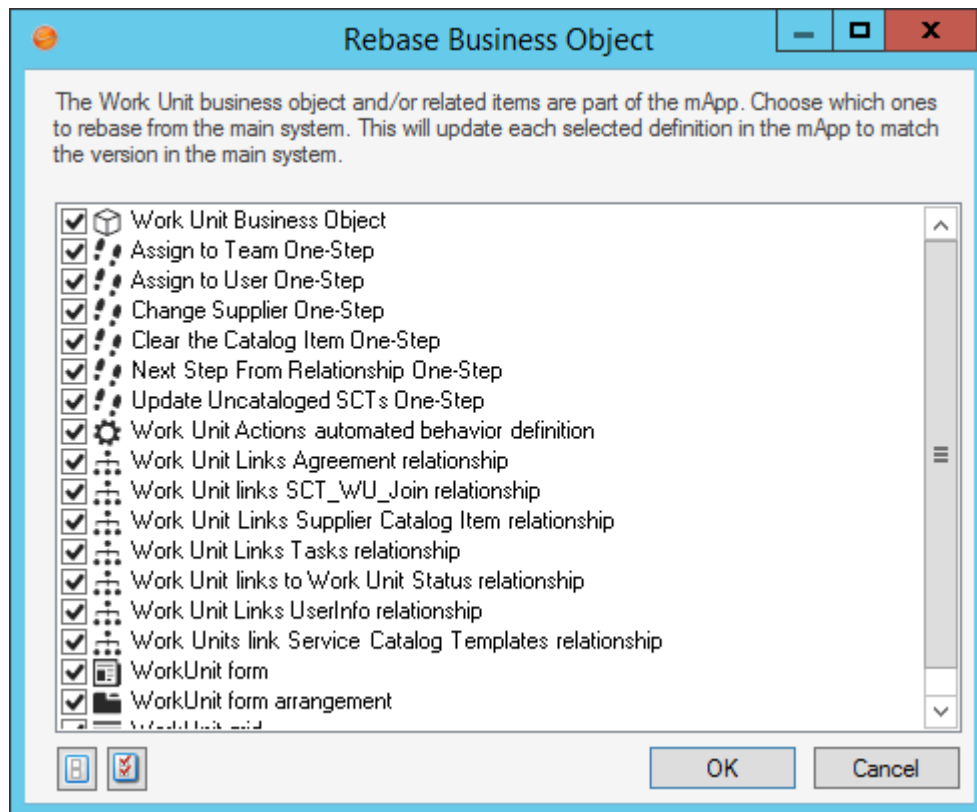 Rebase Business Object
The Work Unit business object and/or related items are part of the mApp. Choose which ones
to rebase from the main system. This will update each selected definition in the mApp to match
the version in the main system.
Work Unit Business Object
Assign to Team One-Step
Assign to User One-Step
Change Supplier One-Step
Clear the Catalog Item One-Step
Next Step From Relationship One-Step
Update Uncataloged SCTs One-Step
Work Unit Actions automated behavior definition
Work Unit Links Agreement relationship
Work Unit links SCT_WU_Join relationship
Work Unit Links Supplier Catalog Item relationship
Work Unit Links Tasks relationship
Work Unit links to Work Unit Status relationship
Work Unit Links UserInfo relationship
Work Units link Service Catalog Templates relationship
WorkUnit form
WorkUnit form arrangement
OK Cancel